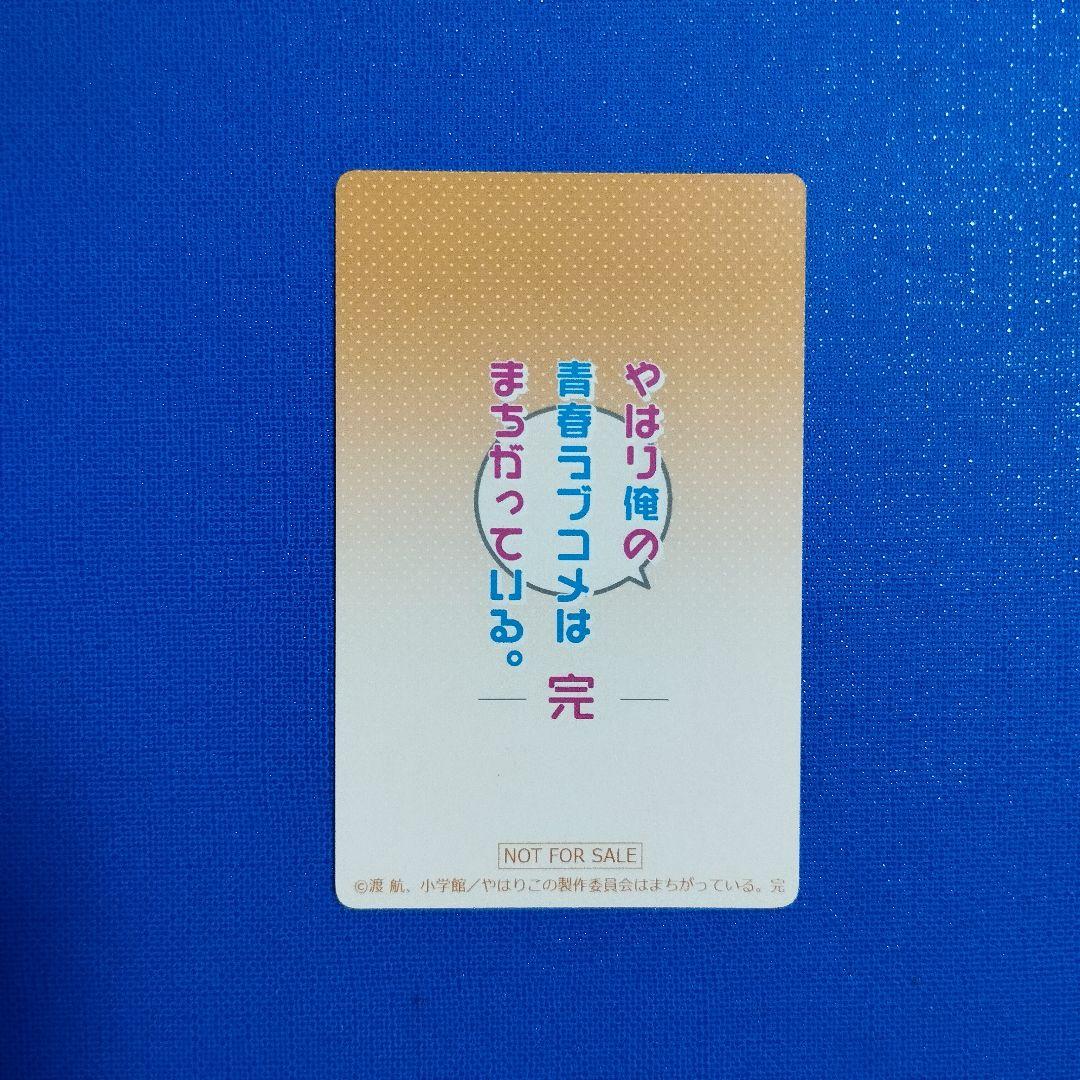 やはり俺の
青春ラブコメは
まちがっている。
完
NOT FOR SALE
©渡 航、小学館／やはりこの製作委員会はまちがっている。完